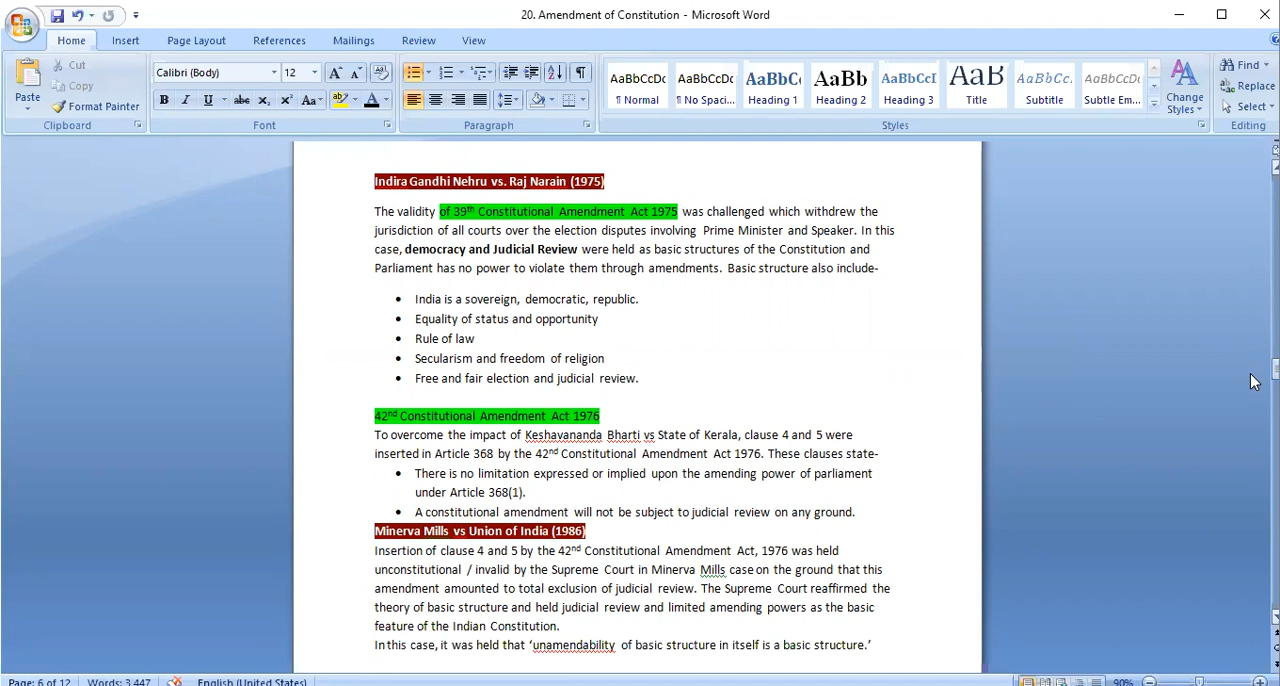 20. Amendment of Constitution - Microsoft Word
Home Insert Page Layout References Mailings Review View
Paste
Cut
Copy
Format Painter
Clipboard
Calibri (Body) 12
B I U abc X₂ X² Aa A
Font
Paragraph
AaBbCcDc AaBbCcDc AaBbC AaBb AaBbCcI AaB AaBbCc. AaBbCcDc
¶ Normal ¶ No Spaci... Heading 1 Heading 2 Heading 3 Title Subtitle Subtle Em...
Change Styles
Styles
Find
Replace
Select
Editing
Indira Gandhi Nehru vs. Raj Narain (1975)
The validity of 39th Constitutional Amendment Act 1975 was challenged which withdrew the
jurisdiction of all courts over the election disputes involving Prime Minister and Speaker. In this
case, democracy and Judicial Review were held as basic structures of the Constitution and
Parliament has no power to violate them through amendments. Basic structure also include-
• India is a sovereign, democratic, republic.
• Equality of status and opportunity
• Rule of law
• Secularism and freedom of religion
• Free and fair election and judicial review.
42nd Constitutional Amendment Act 1976
To overcome the impact of Keshavananda Bharti vs State of Kerala, clause 4 and 5 were
inserted in Article 368 by the 42nd Constitutional Amendment Act 1976. These clauses state-
• There is no limitation expressed or implied upon the amending power of parliament
under Article 368(1).
• A constitutional amendment will not be subject to judicial review on any ground.
Minerva Mills vs Union of India (1986)
Insertion of clause 4 and 5 by the 42nd Constitutional Amendment Act, 1976 was held
unconstitutional / invalid by the Supreme Court in Minerva Mills case on the ground that this
amendment amounted to total exclusion of judicial review. The Supreme Court reaffirmed the
theory of basic structure and held judicial review and limited amending powers as the basic
feature of the Indian Constitution.
In this case, it was held that ‘unamendability of basic structure in itself is a basic structure.’
Page: 6 of 12 Words: 3,447 English (United States) 90%